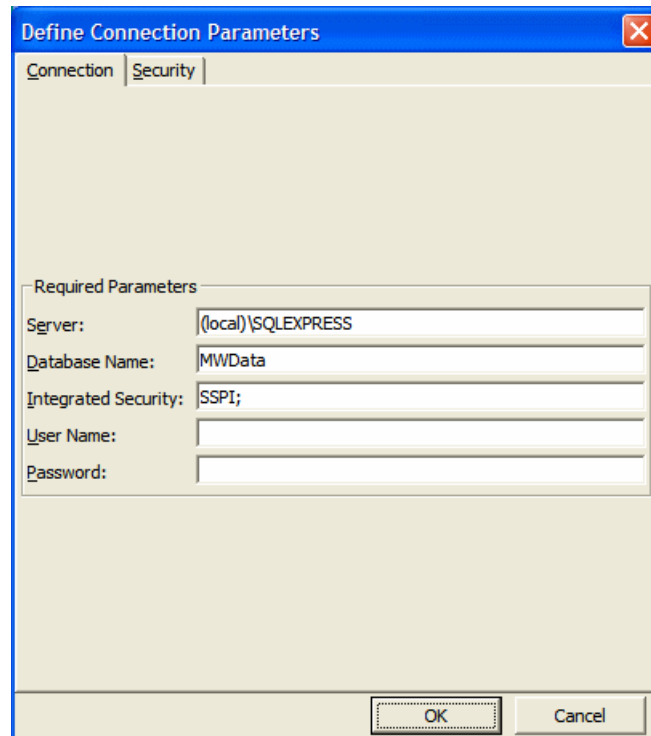 Define Connection Parameters
Connection Security
Required Parameters
Server: (local)\SQLEXPRESS
Database Name: MWData
Integrated Security: SSPI;
User Name:
Password:
OK Cancel